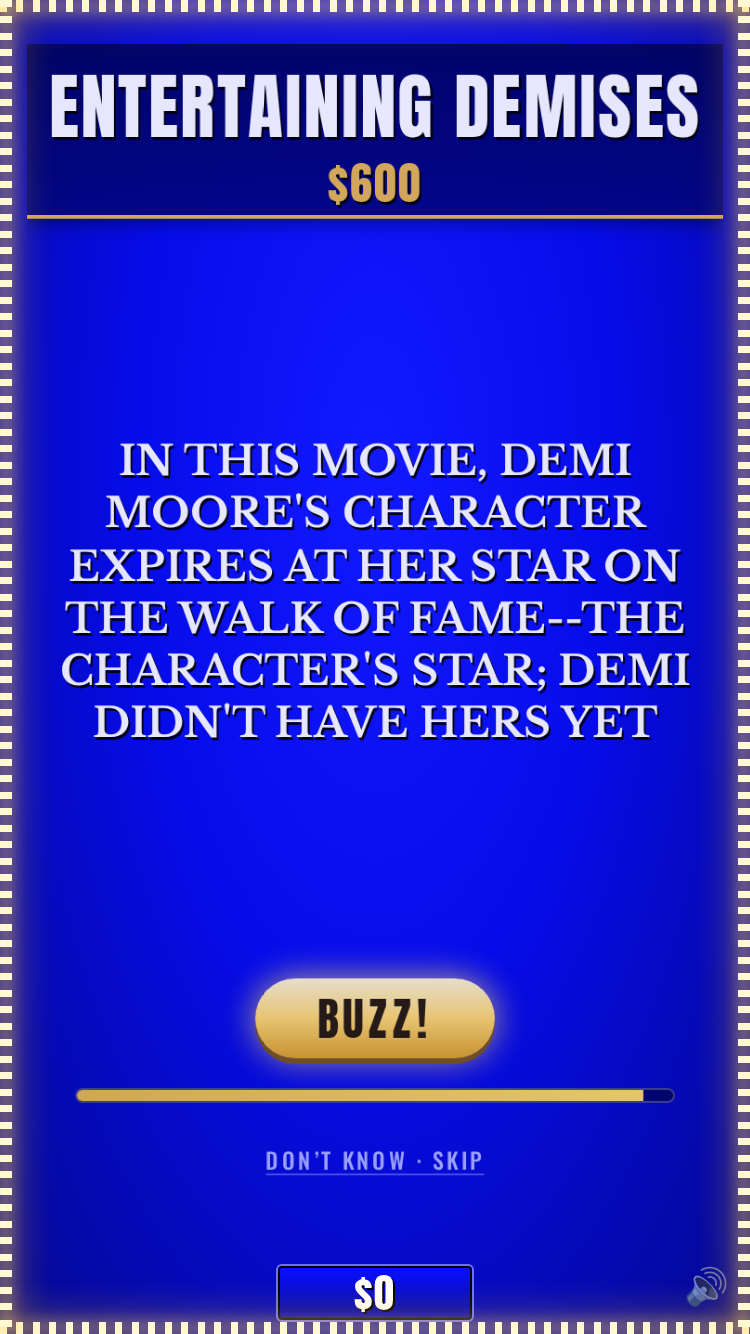 ENTERTAINING DEMISES
$600
IN THIS MOVIE, DEMI
MOORE'S CHARACTER
EXPIRES AT HER STAR ON
THE WALK OF FAME--THE
CHARACTER'S STAR; DEMI
DIDN'T HAVE HERS YET
BUZZ!
DON'T KNOW · SKIP
$0